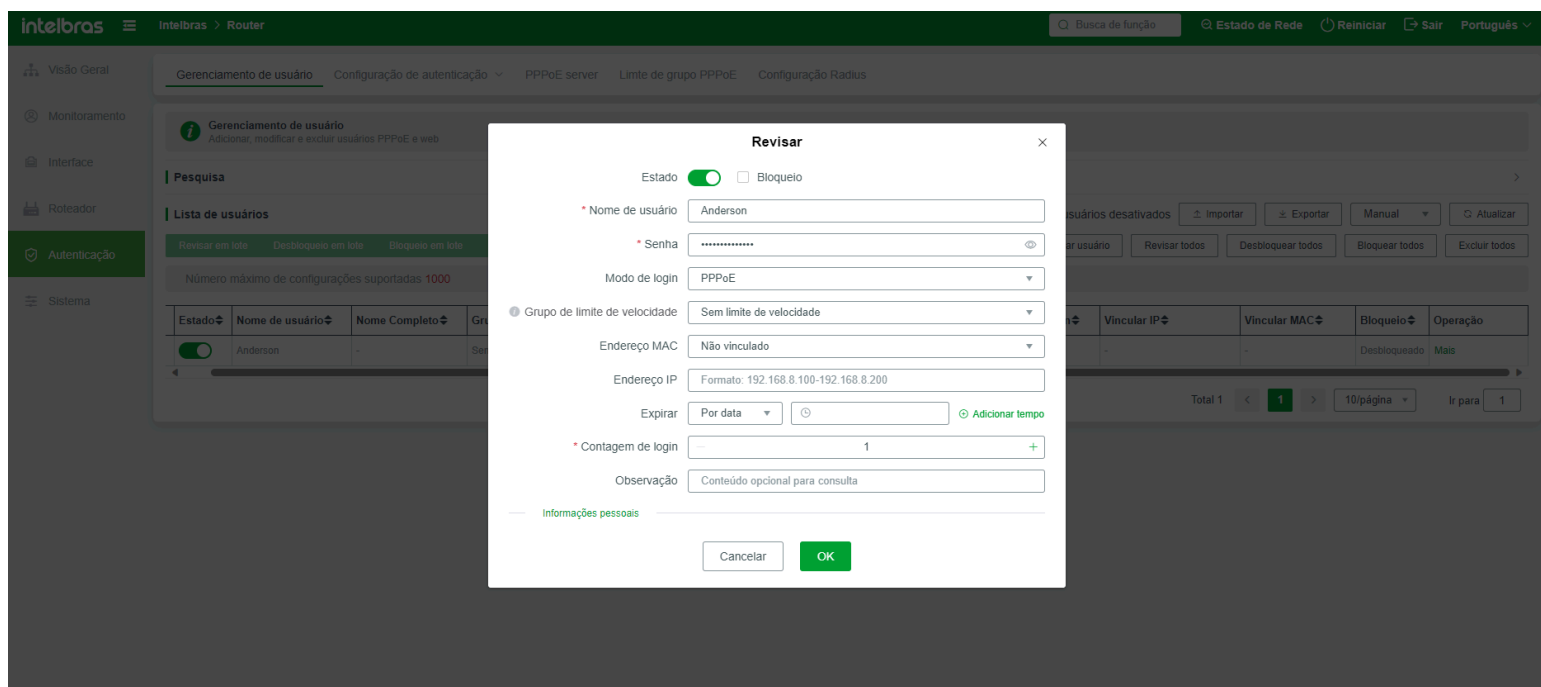 intelbras Intelbras > Router Busca de função Estado de Rede Reiniciar Sair Português
Visão Geral
Monitoramento
Interface
Roteador
Autenticação
Sistema
Gerenciamento de usuário Configuração de autenticação PPPoE server Limte de grupo PPPoE Configuração Radius
Gerenciamento de usuário
Adicionar, modificar e excluir usuários PPPoE e web
Pesquisa
Lista de usuários
usuários desativados Importar Exportar Manual Atualizar
Revisar em lote Desbloqueio em lote Bloqueio em lote
usuário Revisar todos Desbloquear todos Bloquear todos Excluir todos
Número máximo de configurações suportadas 1000
Estado Nome de usuário Nome Completo Vincular IP Vincular MAC Bloqueio Operação
Anderson - - - Desbloqueado Mais
Total 1 < 1 > 10/página Ir para 1
Revisar
Estado Bloqueio
* Nome de usuário Anderson
* Senha ••••••••••••••
Modo de login PPPoE
Grupo de limite de velocidade Sem limite de velocidade
Endereço MAC Não vinculado
Endereço IP Formato: 192.168.8.100-192.168.8.200
Expirar Por data Adicionar tempo
* Contagem de login 1 +
Observação Conteúdo opcional para consulta
Informações pessoais
Cancelar OK